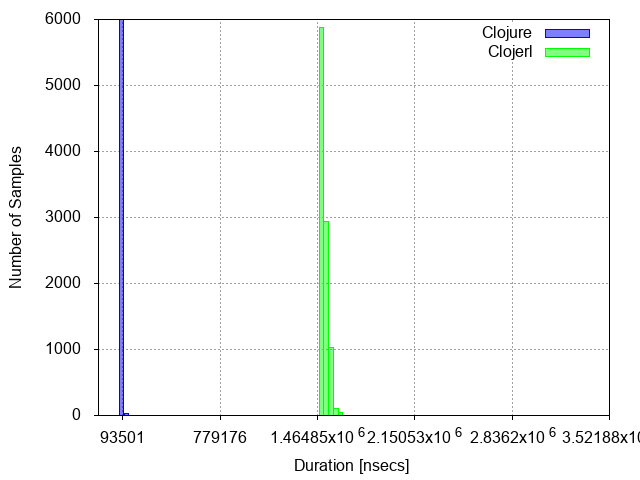 6000
Clojure
Clojerl
5000
4000
3000
2000
1000
0
Number of Samples
93501 779176 1.46485x10^6 2.15053x10^6 2.8362x10^6 3.52188x10
Duration [nsecs]